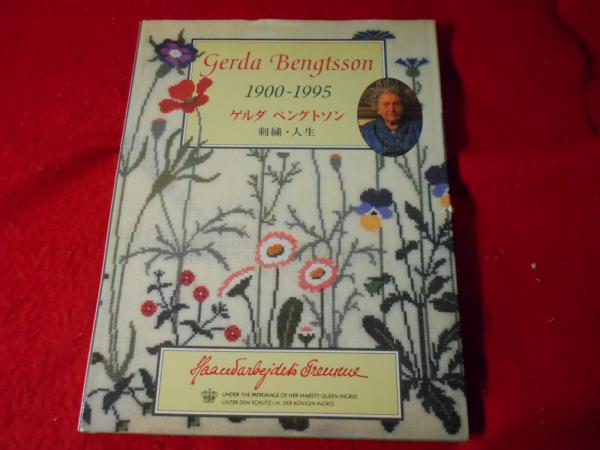 Gerda Bengtsson
1900-1995
ゲルダ ベングトソン
刺繍・人生
Haandarbejdets Fremme
UNDER THE PATRONAGE OF HER MAJESTY QUEEN INGRID
UNTER DEM SCHUTZ I.M. DER KÖNIGIN INGRID